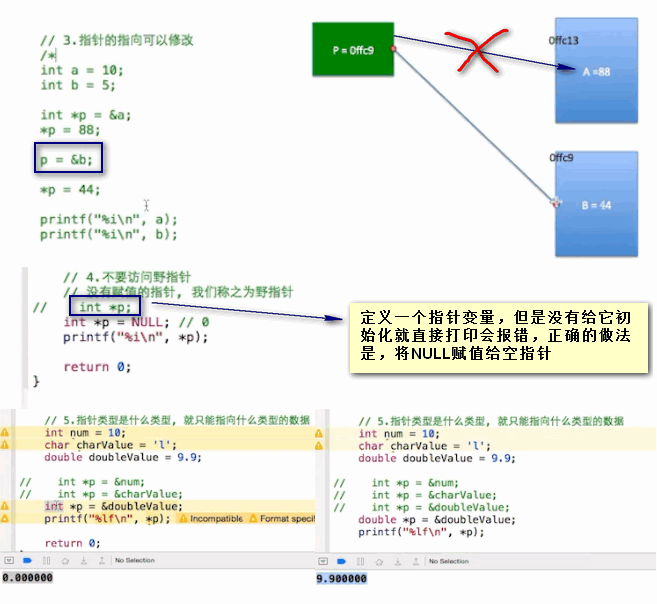 // 3.指针的指向可以修改
/*
int a = 10;
int b = 5;
int *p = &a;
*p = 88;
p = &b;
*p = 44;
printf("%i\n", a);
printf("%i\n", b);
P = 0ffc9
0ffc13
A =88
0ffc9
B = 44
// 4.不要访问野指针
// 没有赋值的指针, 我们称之为野指针
// int *p;
int *p = NULL; // 0
printf("%i\n", *p);
return 0;
}
定义一个指针变量，但是没有给它初
始化就直接打印会报错，正确的做法
是，将NULL赋值给空指针
// 5.指针类型是什么类型, 就只能指向什么类型的数据
int num = 10;
char charValue = 'l';
double doubleValue = 9.9;
// int *p = &num;
// int *p = &charValue;
int *p = &doubleValue;
printf("%lf\n", *p); Incompatible Format specif
return 0;
No Selection
0.000000
// 5.指针类型是什么类型, 就只能指向什么类型的数据
int num = 10;
char charValue = 'l';
double doubleValue = 9.9;
// int *p = &num;
// int *p = &charValue;
// int *p = &doubleValue;
double *p = &doubleValue;
printf("%lf\n", *p);
No Selection
9.900000